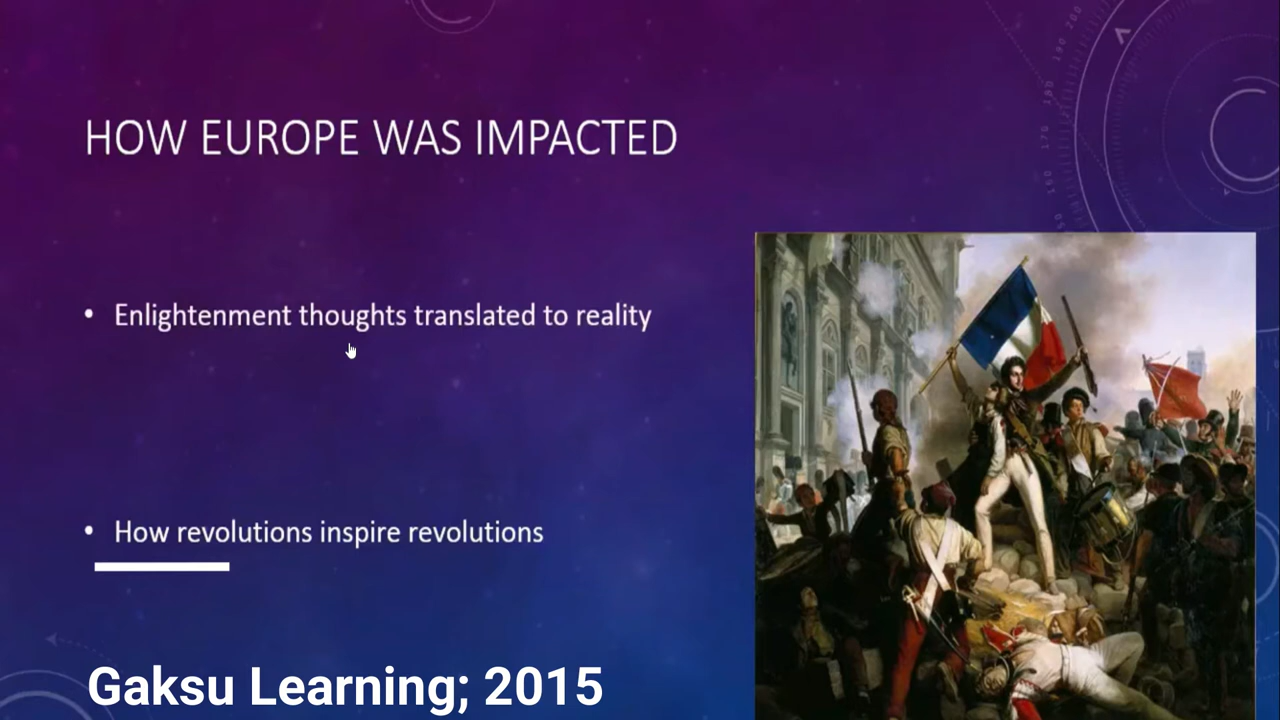 HOW EUROPE WAS IMPACTED
• Enlightenment thoughts translated to reality
• How revolutions inspire revolutions
Gaksu Learning; 2015